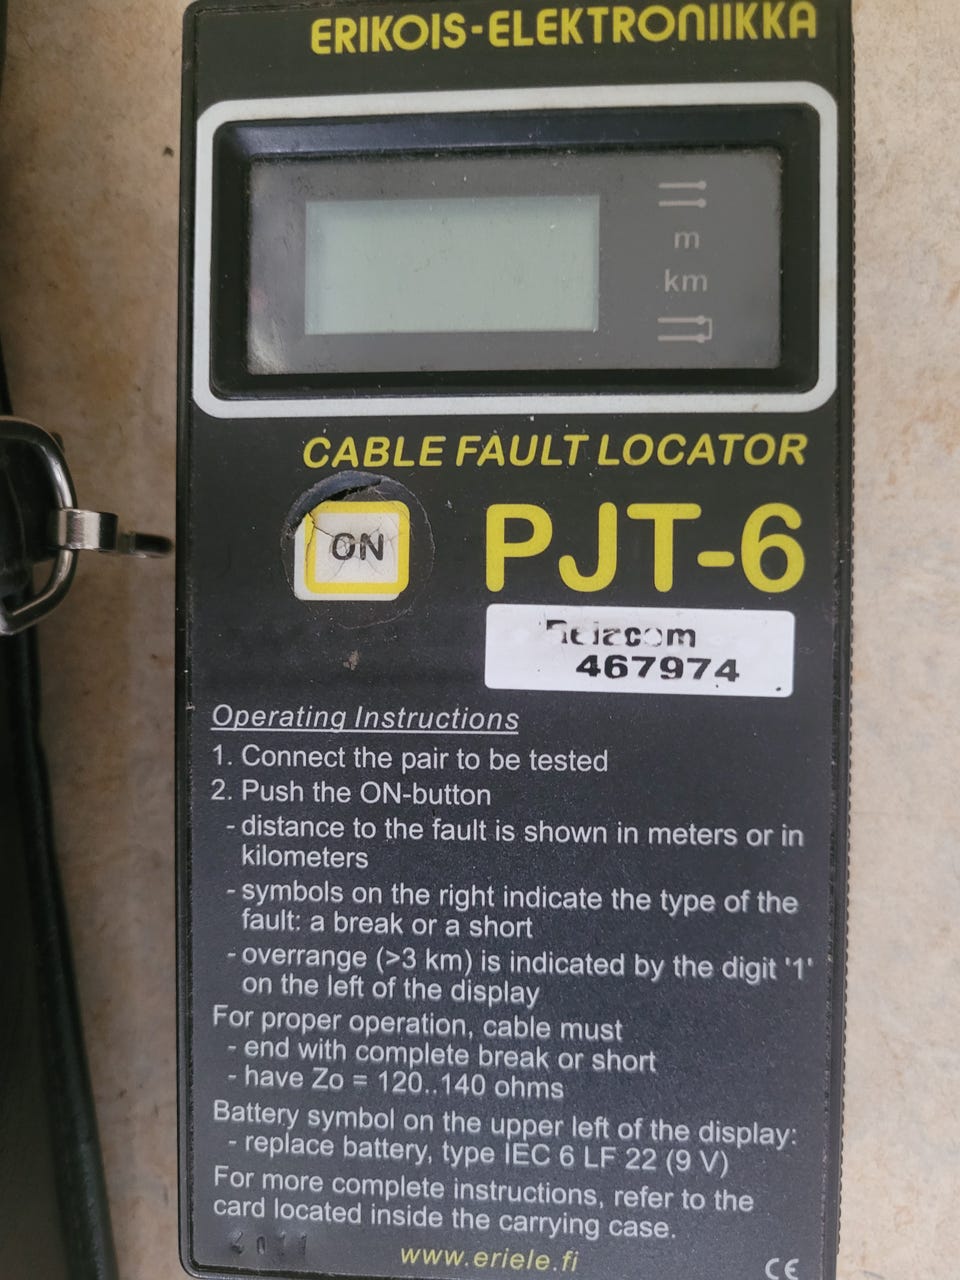 ERIKOIS-ELEKTRONIIKKA
m
km
CABLE FAULT LOCATOR
ON
PJT-6
467974
Operating Instructions
1. Connect the pair to be tested
2. Push the ON-button
- distance to the fault is shown in meters or in
kilometers
- symbols on the right indicate the type of the
fault: a break or a short
- overrange (>3 km) is indicated by the digit '1'
on the left of the display
For proper operation, cable must
- end with complete break or short
- have Zo = 120..140 ohms
Battery symbol on the upper left of the display:
- replace battery, type IEC 6 LF 22 (9 V)
For more complete instructions, refer to the
card located inside the carrying case.
www.eriele.fi
CE